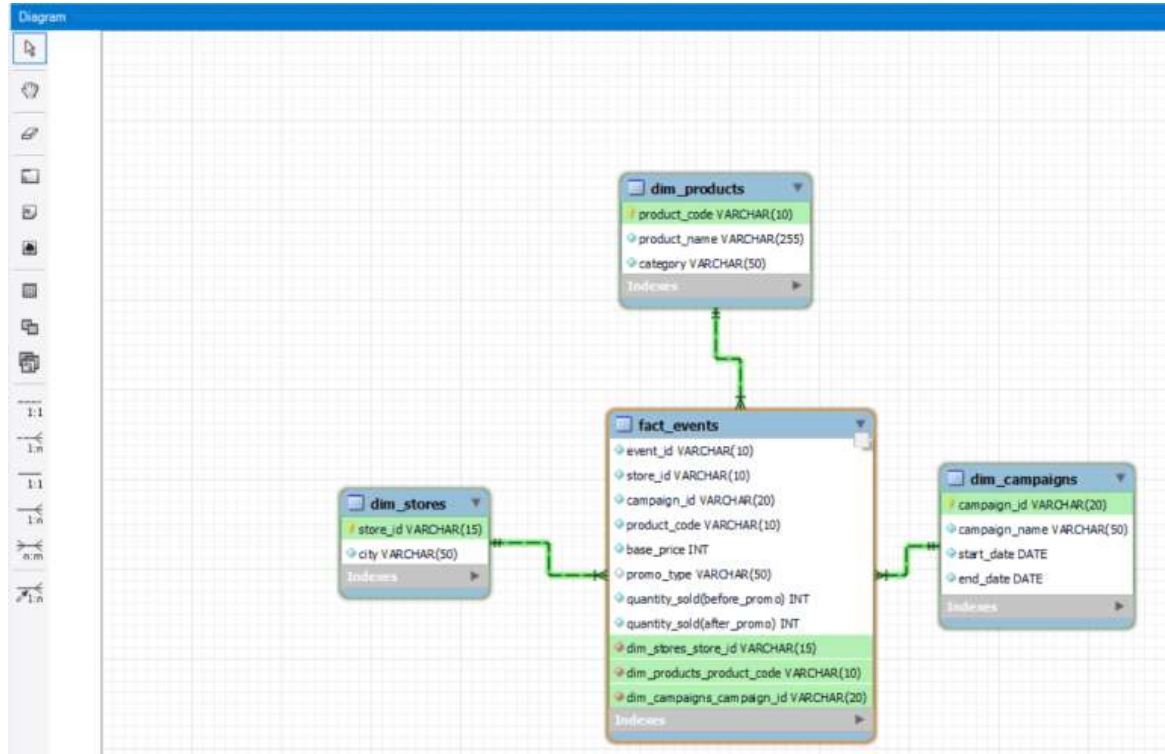 Diagram
1:1
1:n
1:1
1:n
n:m
1:n
dim_products
product_code VARCHAR(10)
product_name VARCHAR(255)
category VARCHAR(50)
Indexes
fact_events
event_id VARCHAR(10)
store_id VARCHAR(10)
campaign_id VARCHAR(20)
product_code VARCHAR(10)
base_price INT
promo_type VARCHAR(50)
quantity_sold(before_promo) INT
quantity_sold(after_promo) INT
dim_stores_store_id VARCHAR(15)
dim_products_product_code VARCHAR(10)
dim_campaigns_campaign_id VARCHAR(20)
Indexes
dim_stores
store_id VARCHAR(15)
city VARCHAR(50)
Indexes
dim_campaigns
campaign_id VARCHAR(20)
campaign_name VARCHAR(50)
start_date DATE
end_date DATE
Indexes